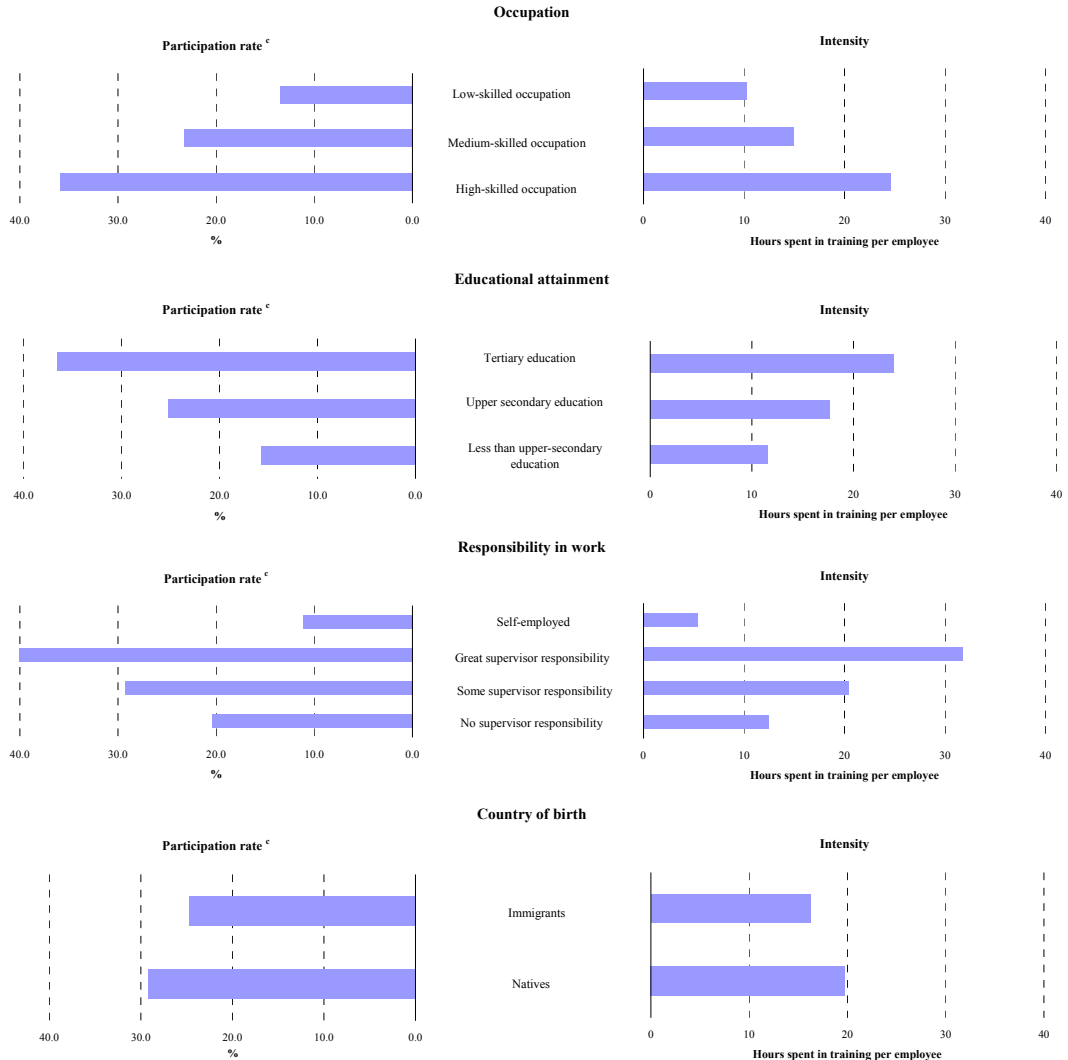 Occupation
Participation rate c
Intensity
Low-skilled occupation
Medium-skilled occupation
High-skilled occupation
40.0 30.0 20.0 10.0 0.0
0 10 20 30 40
%
Hours spent in training per employee
Educational attainment
Participation rate c
Intensity
Tertiary education
Upper secondary education
Less than upper-secondary
education
40.0 30.0 20.0 10.0 0.0
0 10 20 30 40
%
Hours spent in training per employee
Responsibility in work
Participation rate c
Intensity
Self-employed
Great supervisor responsibility
Some supervisor responsibility
No supervisor responsibility
40.0 30.0 20.0 10.0 0.0
0 10 20 30 40
%
Hours spent in training per employee
Country of birth
Participation rate c
Intensity
Immigrants
Natives
40.0 30.0 20.0 10.0 0.0
0 10 20 30 40
%
Hours spent in training per employee